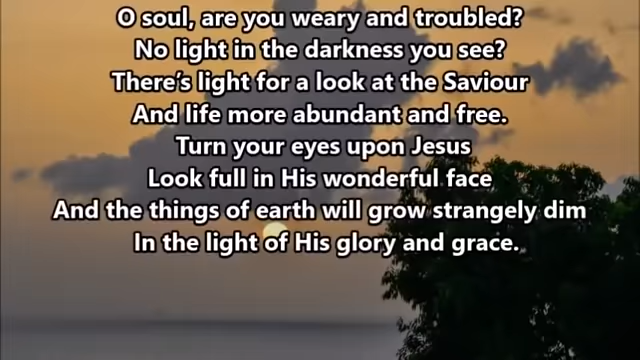 O soul, are you weary and troubled?
No light in the darkness you see?
There's light for a look at the Saviour
And life more abundant and free.
Turn your eyes upon Jesus
Look full in His wonderful face
And the things of earth will grow strangely dim
In the light of His glory and grace.